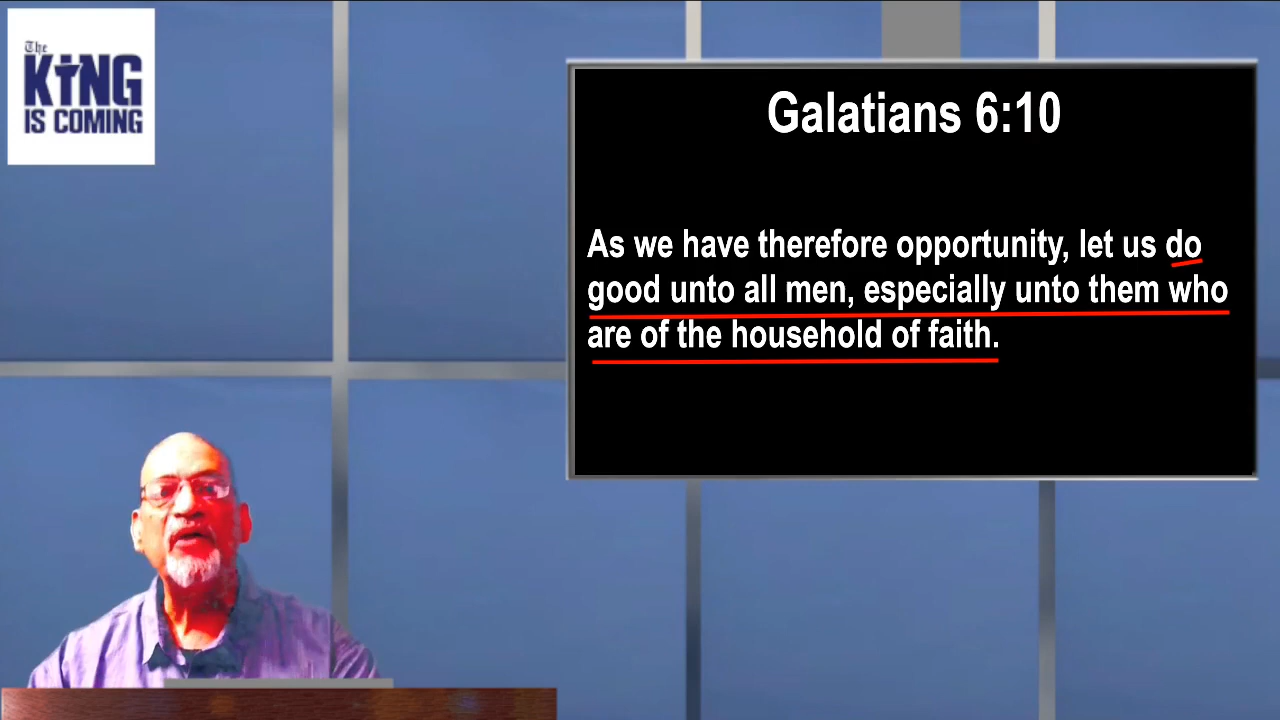 The
KING
IS COMING
Galatians 6:10
As we have therefore opportunity, let us do
good unto all men, especially unto them who
are of the household of faith.